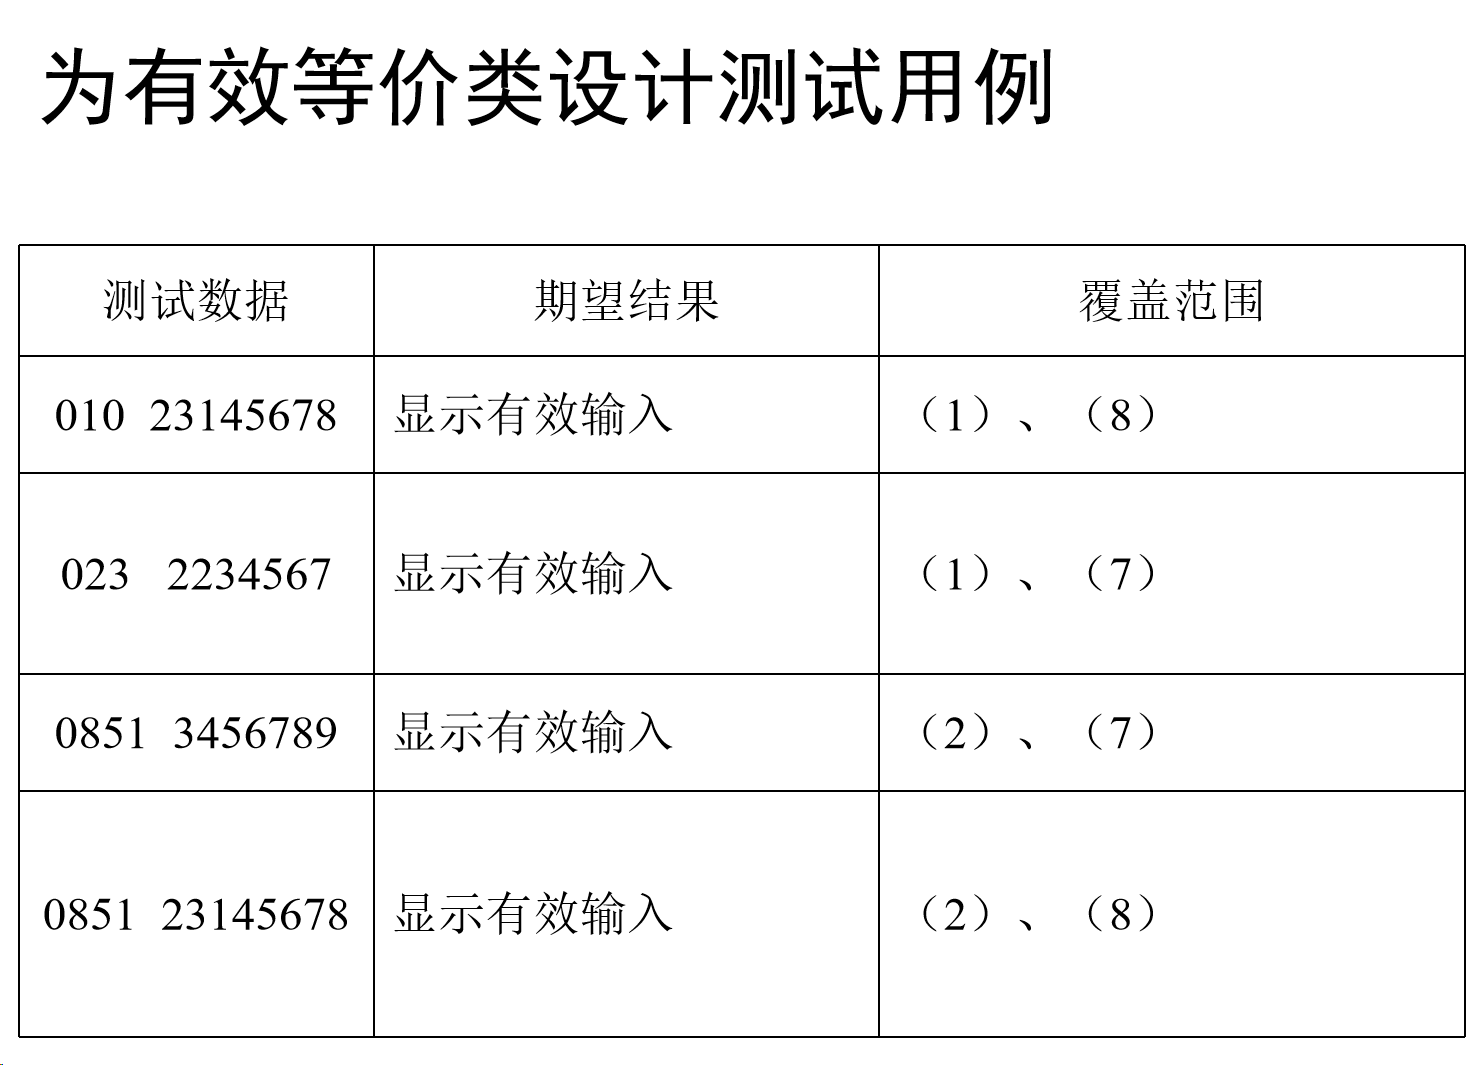 为有效等价类设计测试用例
测试数据 期望结果 覆盖范围
010 23145678 显示有效输入 （1）、（8）
023 2234567 显示有效输入 （1）、（7）
0851 3456789 显示有效输入 （2）、（7）
0851 23145678 显示有效输入 （2）、（8）